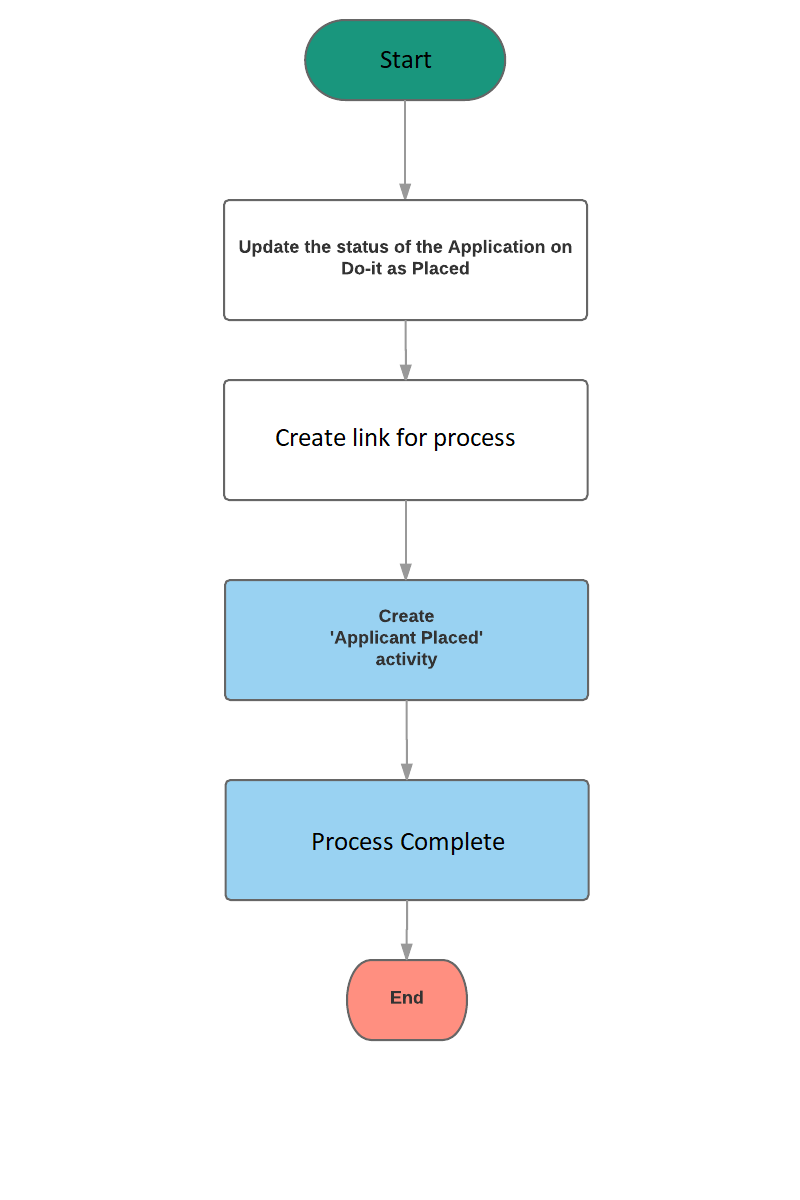 Start
Update the status of the Application on
Do-it as Placed
Create link for process
Create
'Applicant Placed'
activity
Process Complete
End